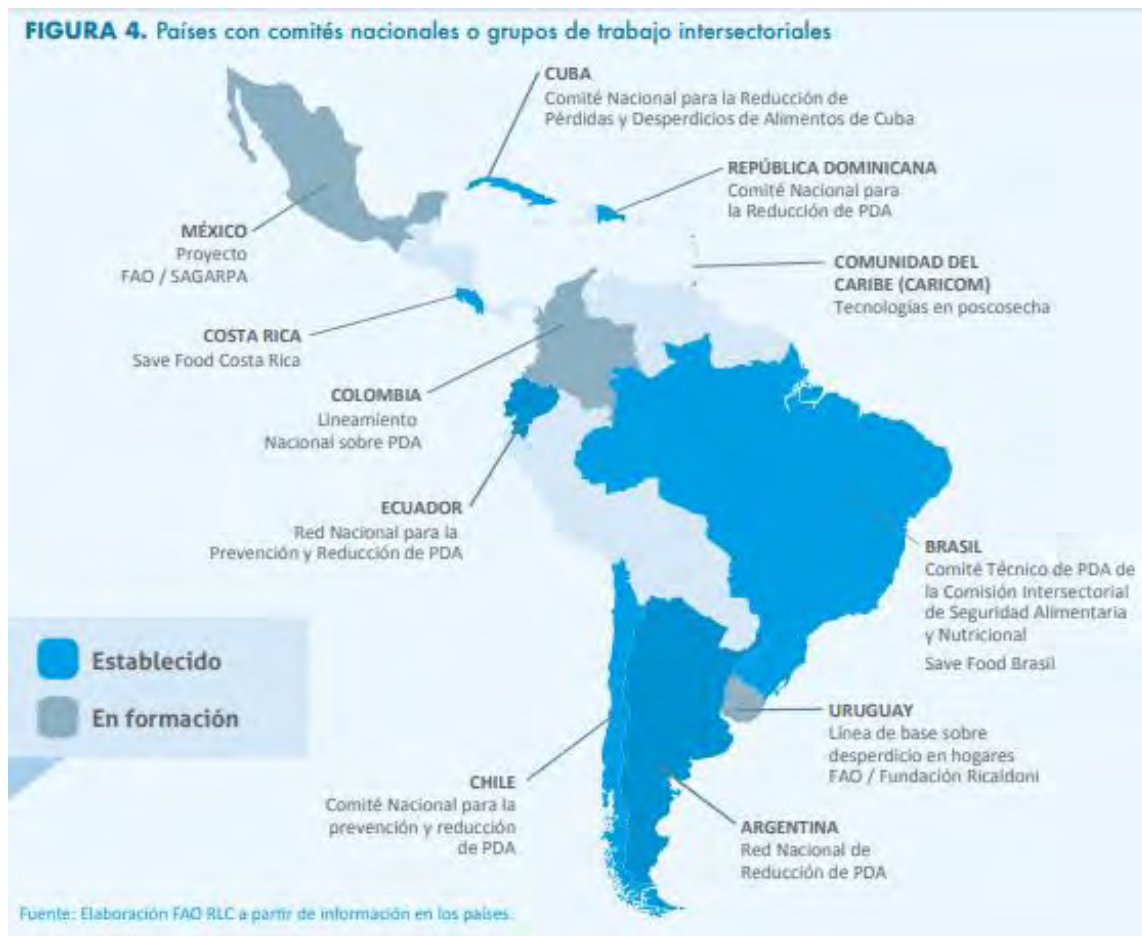 FIGURA 4. Países con comités nacionales o grupos de trabajo intersectoriales
CUBA
Comité Nacional para la Reducción de
Pérdidas y Desperdicios de Alimentos de Cuba
REPÚBLICA DOMINICANA
Comité Nacional para
la Reducción de PDA
MÉXICO
Proyecto
FAO / SAGARPA
COMUNIDAD DEL
CARIBE (CARICOM)
Tecnologías en poscosecha
COSTA RICA
Save Food Costa Rica
COLOMBIA
Lineamiento
Nacional sobre PDA
ECUADOR
Red Nacional para la
Prevención y Reducción de PDA
BRASIL
Comité Técnico de PDA de
la Comisión Intersectorial
de Seguridad Alimentaria
y Nutricional
Save Food Brasil
Establecido
En formación
URUGUAY
Línea de base sobre
desperdicio en hogares
FAO / Fundación Ricaldoni
CHILE
Comité Nacional para la
prevención y reducción
de PDA
ARGENTINA
Red Nacional de
Reducción de PDA
Fuente: Elaboración FAO RLC a partir de información en los países.